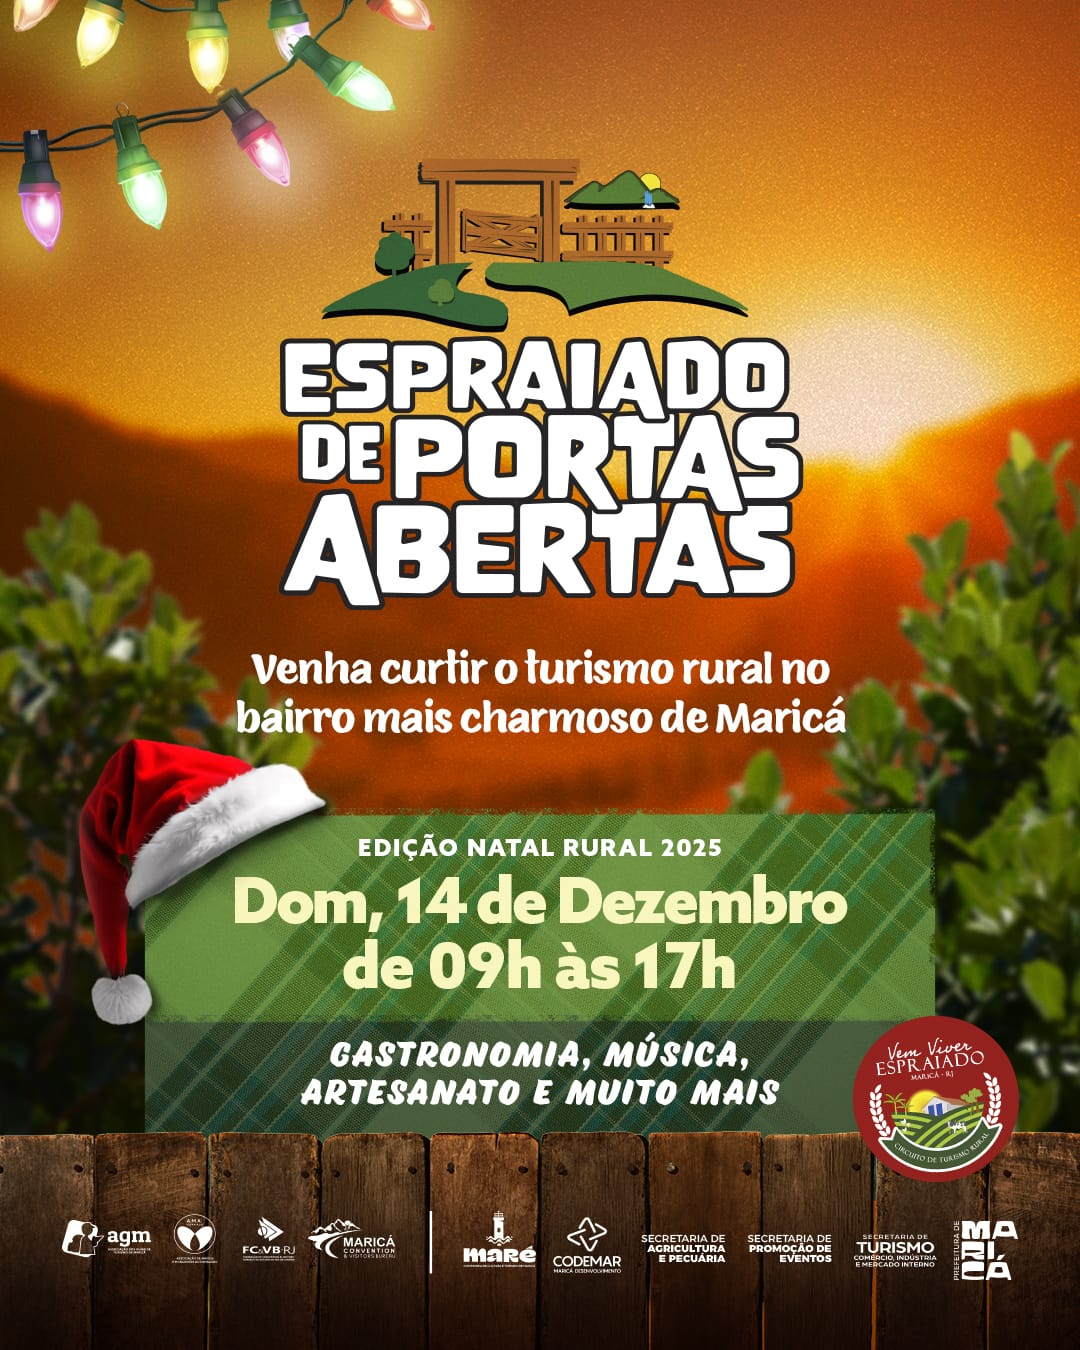 ESPRAIADO
DE PORTAS
ABERTAS
Venha curtir o turismo rural no
bairro mais charmoso de Maricá
EDIÇÃO NATAL RURAL 2025
Dom, 14 de Dezembro
de 09h às 17h
GASTRONOMIA, MÚSICA,
ARTESANATO E MUITO MAIS
Vem Viver
ESPRAIADO
MARICÁ - RJ
CIRCUITO DE TURISMO RURAL
agm
A.M.A.
FC&VB-RJ
MARICÁ
CONVENTION
& VISITORS BUREAU
maré
CODEMAR
MARICÁ DESENVOLVIMENTO
SECRETARIA DE
AGRICULTURA
E PECUÁRIA
SECRETARIA DE
PROMOÇÃO DE
EVENTOS
SECRETARIA DE
TURISMO
COMÉRCIO, INDÚSTRIA
E MERCADO INTERNO
PREFEITURA DE
MA
RI
CÁ